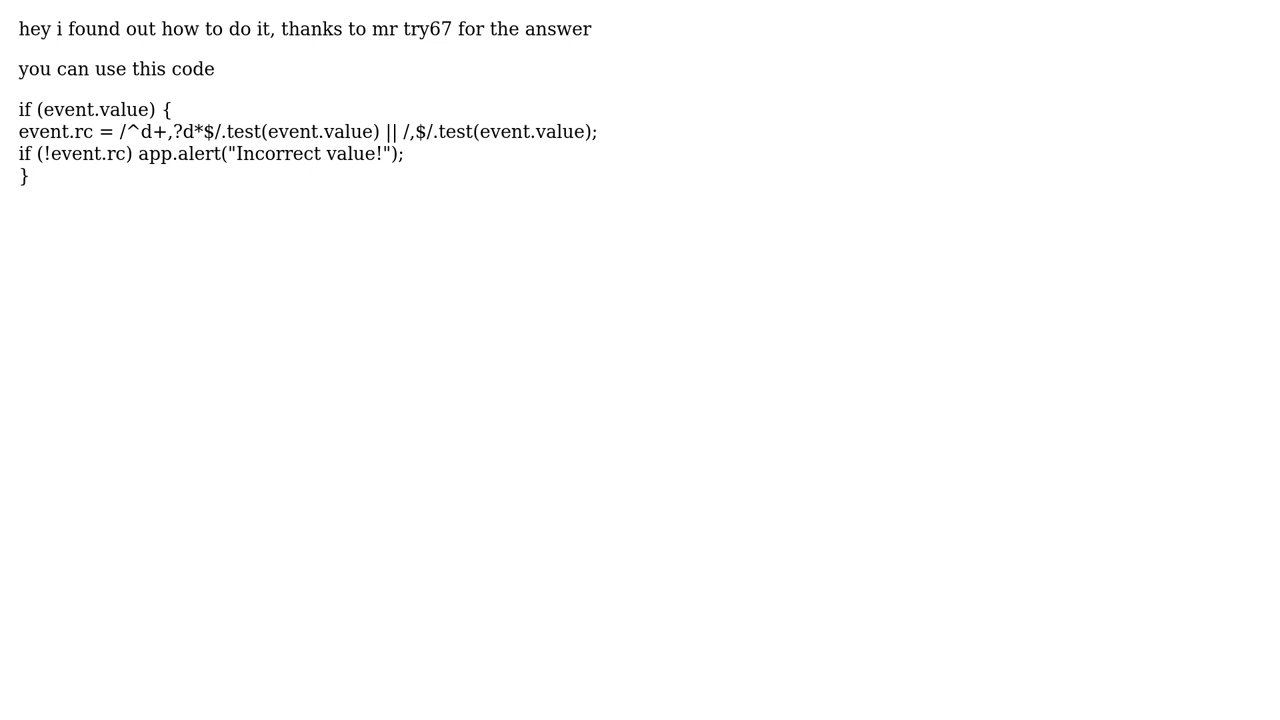 hey i found out how to do it, thanks to mr try67 for the answer
you can use this code
if (event.value) {
event.rc = /^d+,?d*$/.test(event.value) || /,$/.test(event.value);
if (!event.rc) app.alert("Incorrect value!");
}